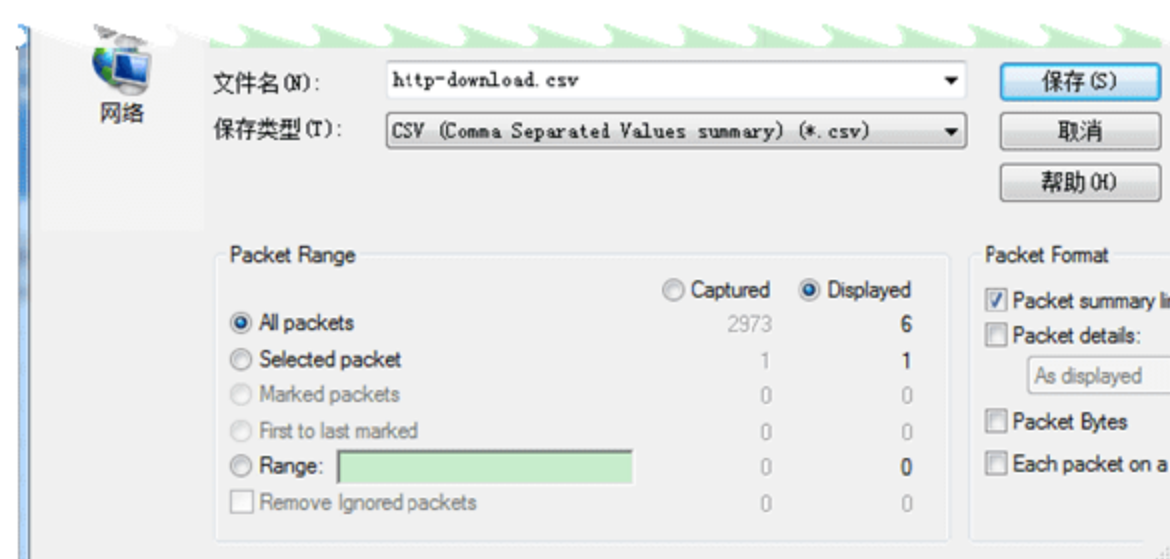 网络
文件名(N): http-download.csv 保存(S)
保存类型(T): CSV (Comma Separated Values summary) (*.csv) 取消
帮助(H)
Packet Range
Captured Displayed
All packets 2973 6
Selected packet 1 1
Marked packets 0 0
First to last marked 0 0
Range: 0 0
Remove Ignored packets 0 0
Packet Format
Packet summary
Packet details:
As displayed
Packet Bytes
Each packet on a